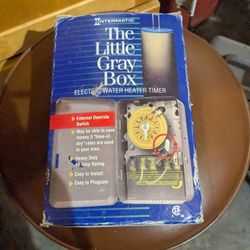 INTERMATIC
The
Little
Gray
Box
ELECTRIC WATER HEATER TIMER
External Override
Switch
May be able to save
money if "time-of-
day" rates are used
in your area
Heavy Duty
40 Amp Rating
Easy to Install
Easy to Program